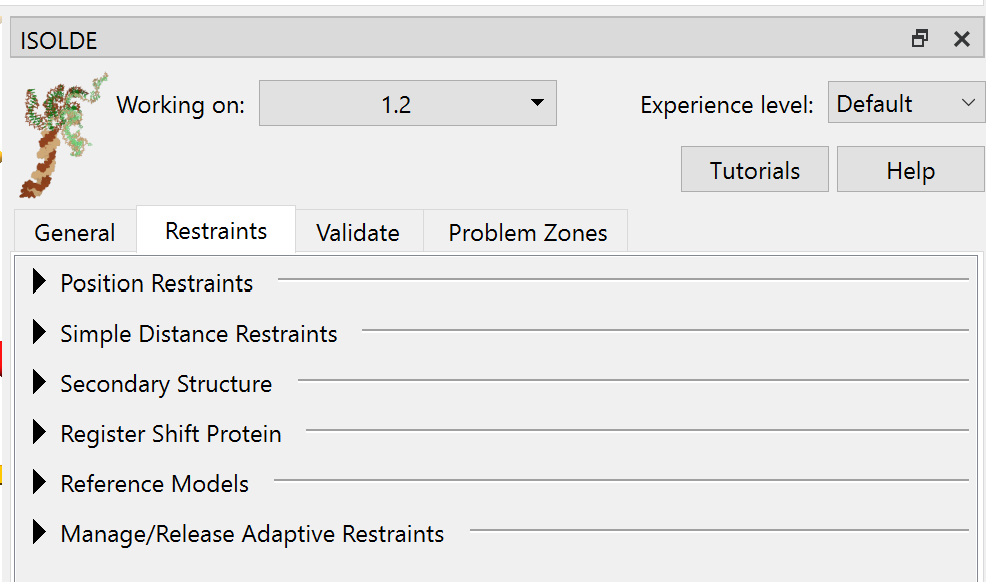 ISOLDE
Working on: 1.2 Experience level: Default
Tutorials Help
General Restraints Validate Problem Zones
Position Restraints
Simple Distance Restraints
Secondary Structure
Register Shift Protein
Reference Models
Manage/Release Adaptive Restraints